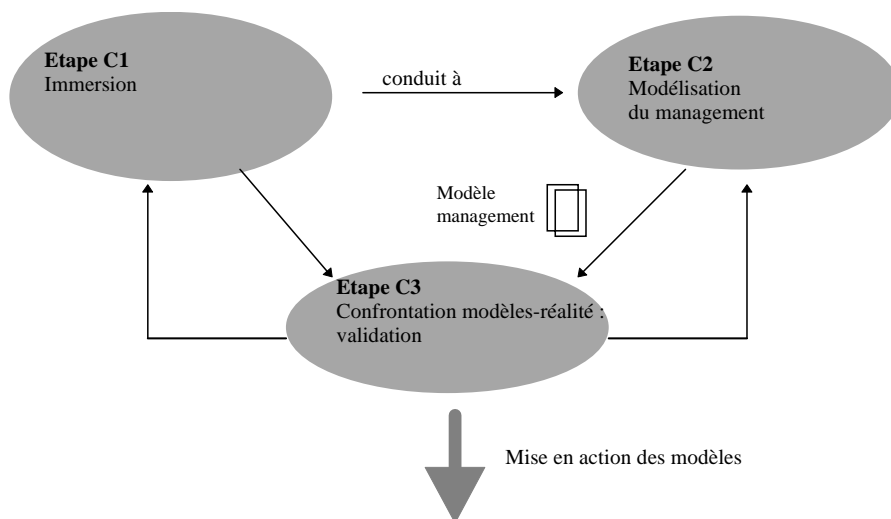 Etape C1
Immersion
conduit à
Etape C2
Modélisation
du management
Modèle
management
Etape C3
Confrontation modèles-réalité :
validation
Mise en action des modèles